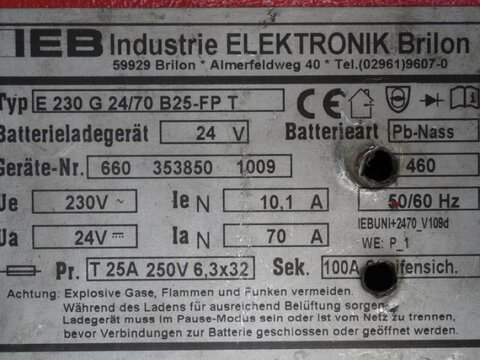 IEB Industrie ELEKTRONIK Brilon
59929 Brilon * Almerfeldweg 40 * Tel.(02961)9607-0
Typ E 230 G 24/70 B25-FP T CE
Batterieladegerät 24 V Batterieart Pb-Nass
Geräte-Nr. 660 353850 1009 460
Ue 230V ~ Ie N 10,1 A 50/60 Hz
Ua 24V ⎓ Ia N 70 A IEBUNI+2470_V109d
WE: P_1
Pr. T 25A 250V 6,3x32 Sek. 100A
Achtung: Explosive Gase, Flammen und Funken vermeiden
Während des Ladens für ausreichend Belüftung sorgen
Ladegerät muss im Pause-Modus sein oder ist vom Netz zu trennen,
bevor Verbindungen zur Batterie geschlossen oder geöffnet werden.